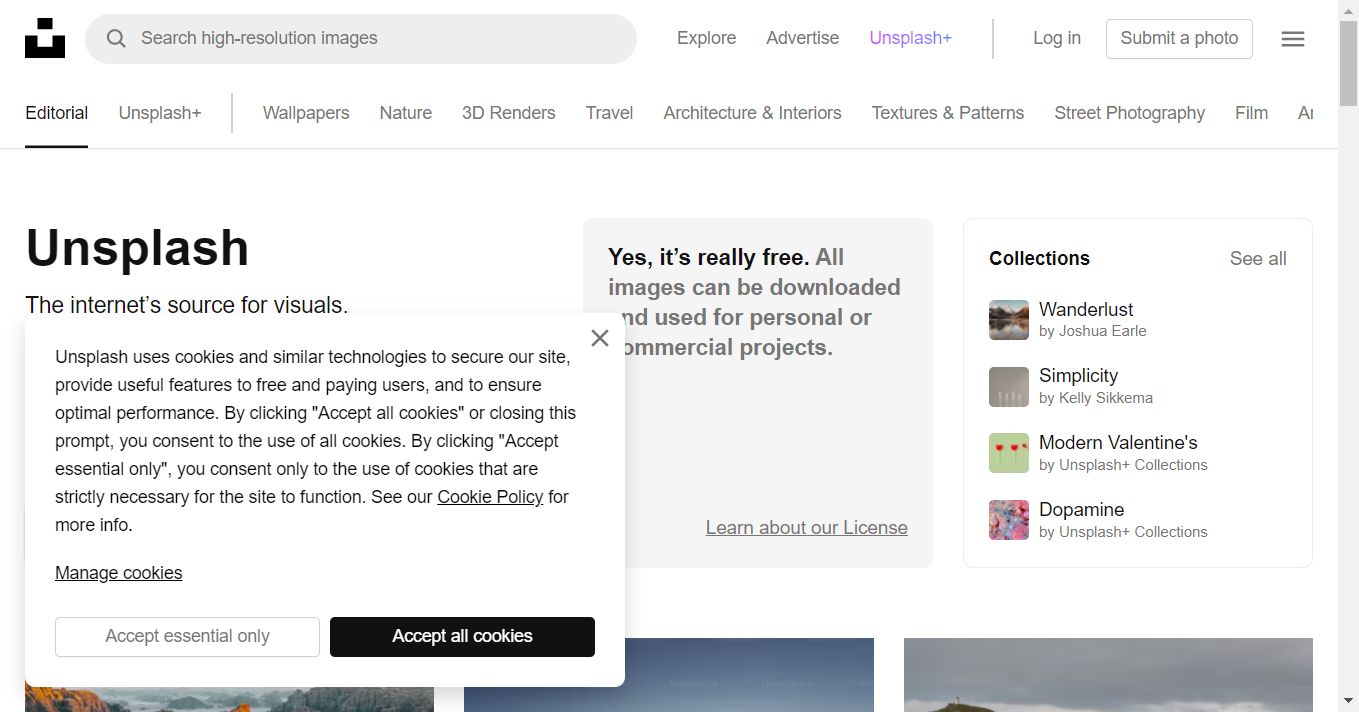 Search high-resolution images
Explore
Advertise
Unsplash+
Log in
Submit a photo
Editorial
Unsplash+
Wallpapers
Nature
3D Renders
Travel
Architecture & Interiors
Textures & Patterns
Street Photography
Film
Unsplash
The internet’s source for visuals.
Yes, it’s really free. All
images can be downloaded
and used for personal or
commercial projects.
Learn about our License
Collections
See all
Wanderlust
by Joshua Earle
Simplicity
by Kelly Sikkema
Modern Valentine's
by Unsplash+ Collections
Dopamine
by Unsplash+ Collections
Unsplash uses cookies and similar technologies to secure our site,
provide useful features to free and paying users, and to ensure
optimal performance. By clicking "Accept all cookies" or closing this
prompt, you consent to the use of all cookies. By clicking "Accept
essential only", you consent only to the use of cookies that are
strictly necessary for the site to function. See our Cookie Policy for
more info.
Manage cookies
Accept essential only
Accept all cookies